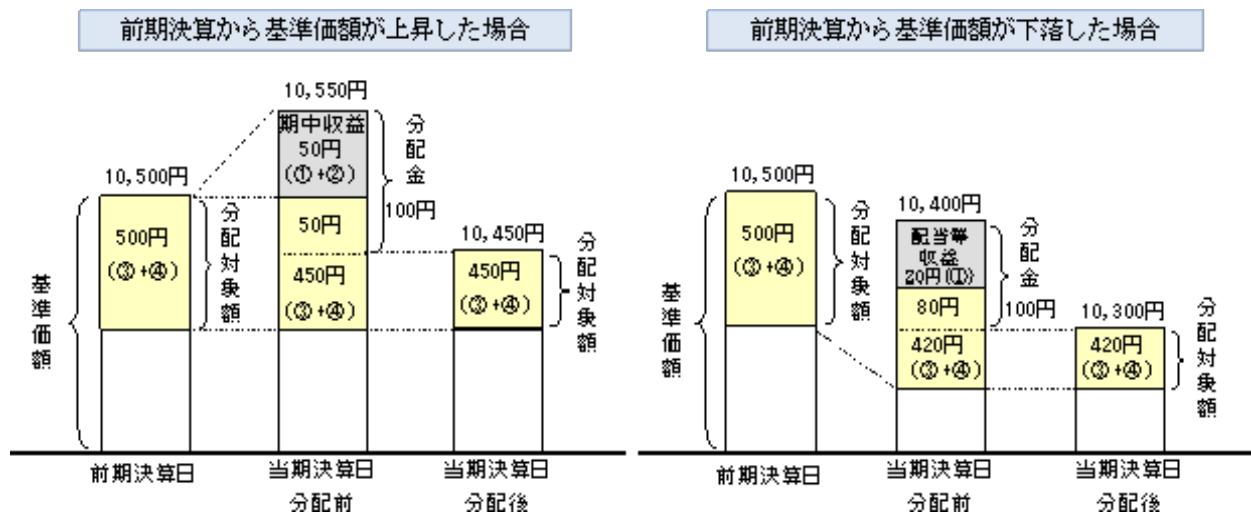 前期決算から基準価額が上昇した場合
10,550円
期中収益
50円
(①+②)
分配金
100円
10,500円
500円
(③+④)
分配対象額
50円
450円
(③+④)
10,450円
450円
(③+④)
分配対象額
基準価額
前期決算日
当期決算日
分配前
当期決算日
分配後
前期決算から基準価額が下落した場合
10,500円
500円
(③+④)
分配対象額
10,400円
配当等
収益
20円(①)
分配金
100円
80円
420円
(③+④)
10,300円
420円
(③+④)
分配対象額
基準価額
前期決算日
当期決算日
分配前
当期決算日
分配後